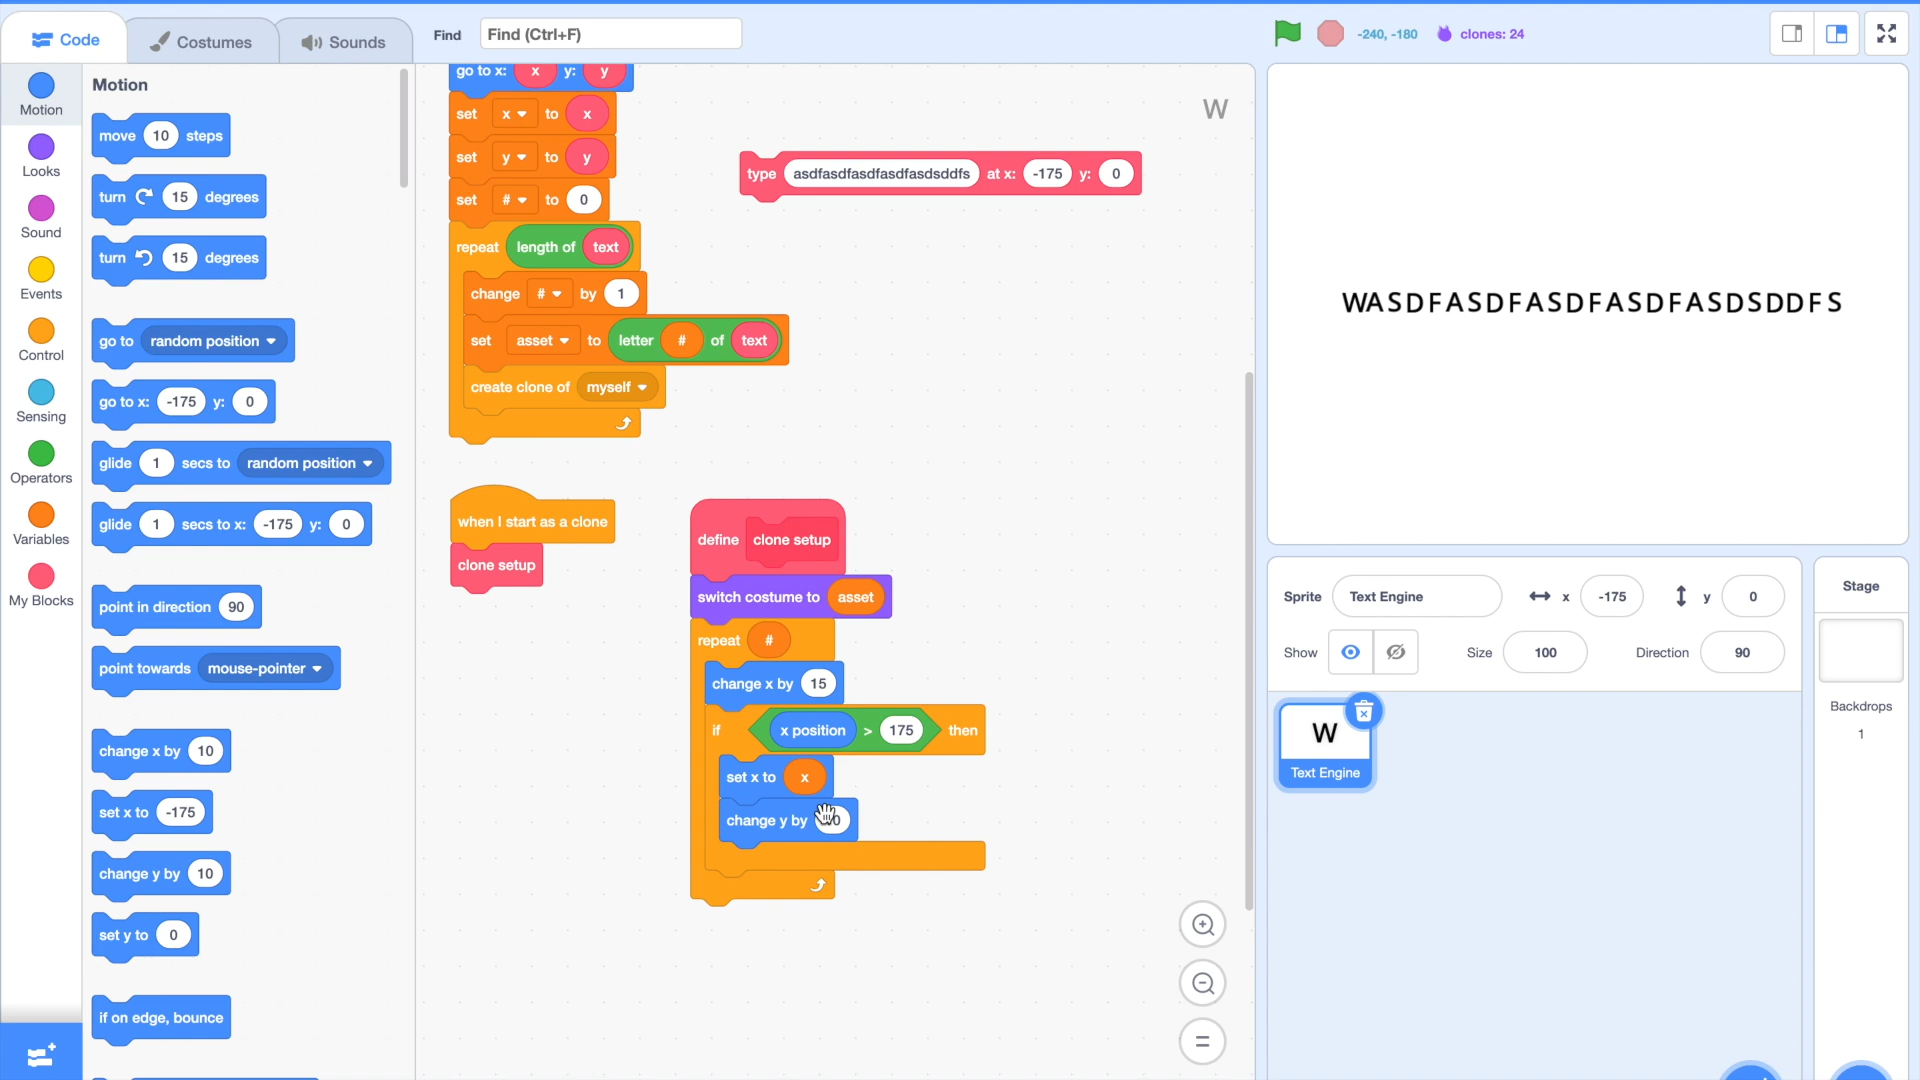 Code Costumes Sounds Find Find (Ctrl+F) -240, -180 clones: 24
Motion
Looks
Sound
Events
Control
Sensing
Operators
Variables
My Blocks
Motion
move 10 steps
turn 15 degrees
turn 15 degrees
go to random position
go to x: -175 y: 0
glide 1 secs to random position
glide 1 secs to x: -175 y: 0
point in direction 90
point towards mouse-pointer
change x by 10
set x to -175
change y by 10
set y to 0
if on edge, bounce
go to x: x y: y
set x to x
set y to y
set # to 0
repeat length of text
change # by 1
set asset to letter # of text
create clone of myself
type asdfasdfasdfasdfasdsddfs at x: -175 y: 0
W
when I start as a clone
clone setup
define clone setup
switch costume to asset
repeat #
change x by 15
if x position > 175 then
set x to x
change y by
=
WASDFASDFASDFASDFASDSDDFS
Sprite Text Engine x -175 y 0
Show Size 100 Direction 90
W
Text Engine
Stage
Backdrops
1